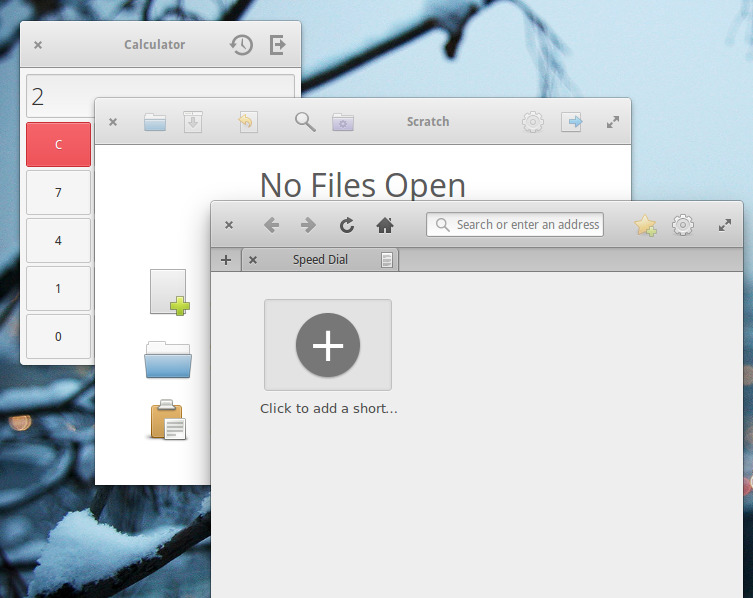 Calculator
2
C
7
4
1
0
Scratch
No Files Open
Search or enter an address
Speed Dial
Click to add a short...